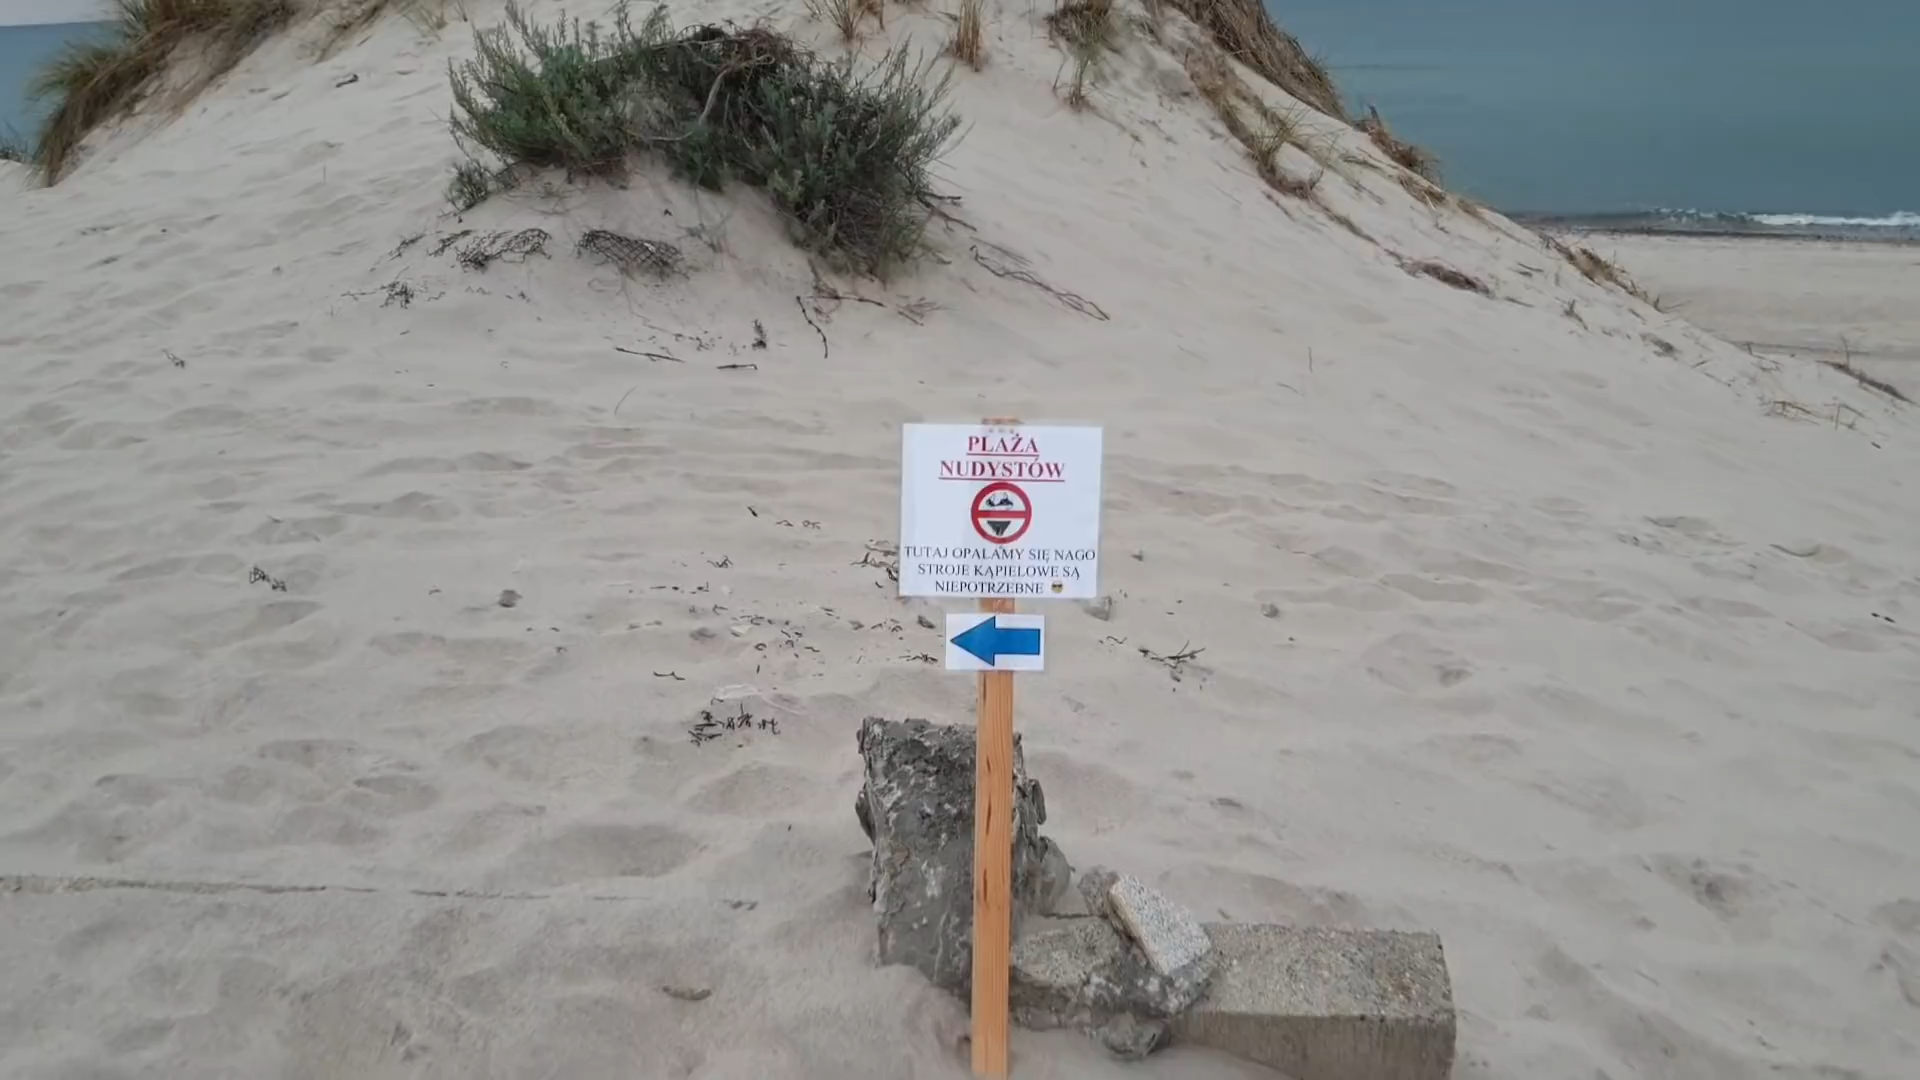 PLAŻA
NUDYSTÓW
TUTAJ OPALAMY SIĘ NAGO
STROJE KĄPIELOWE SĄ
NIEPOTRZEBNE 😎